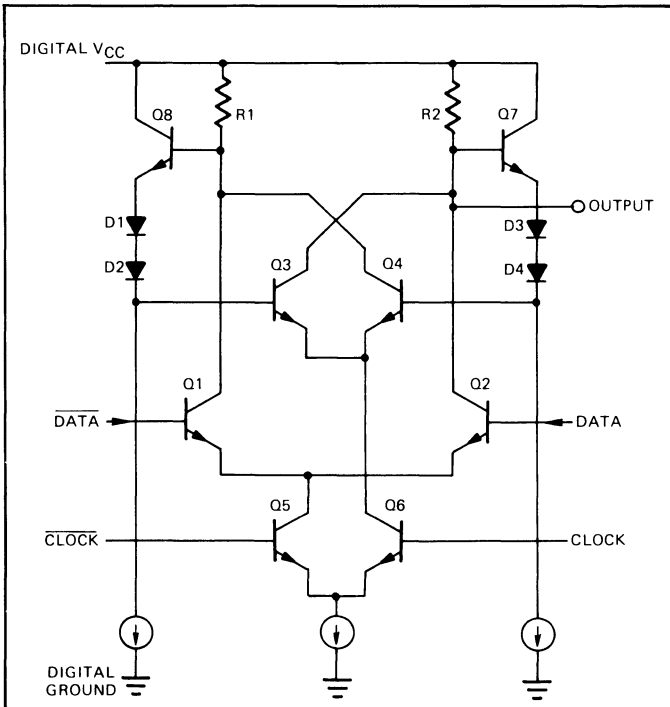 DIGITAL VCC
Q8
R1
R2
Q7
OUTPUT
D1
D3
D2
Q3
Q4
D4
Q1
Q2
DATA
DATA
Q5
Q6
CLOCK
CLOCK
DIGITAL
GROUND